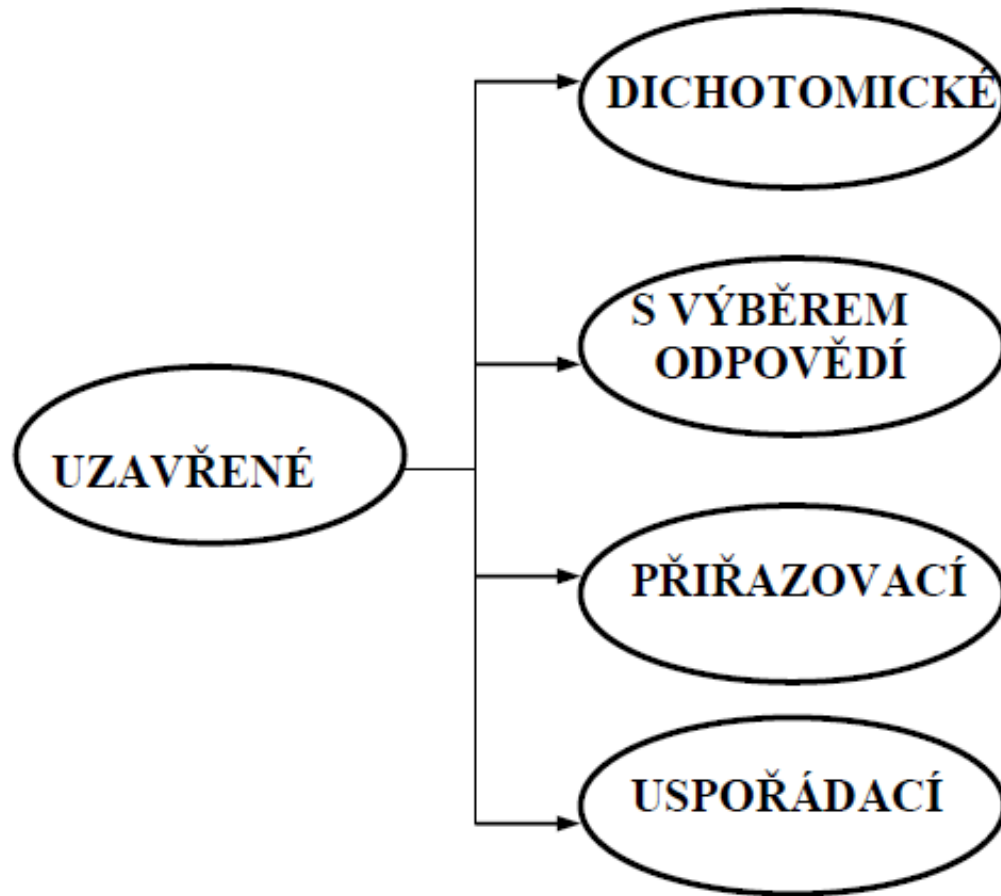 DICHOTOMICKÉ
S VÝBĚREM
ODPOVĚDÍ
UZAVŘENÉ
PŘIŘAZOVACÍ
USPOŘÁDACÍ